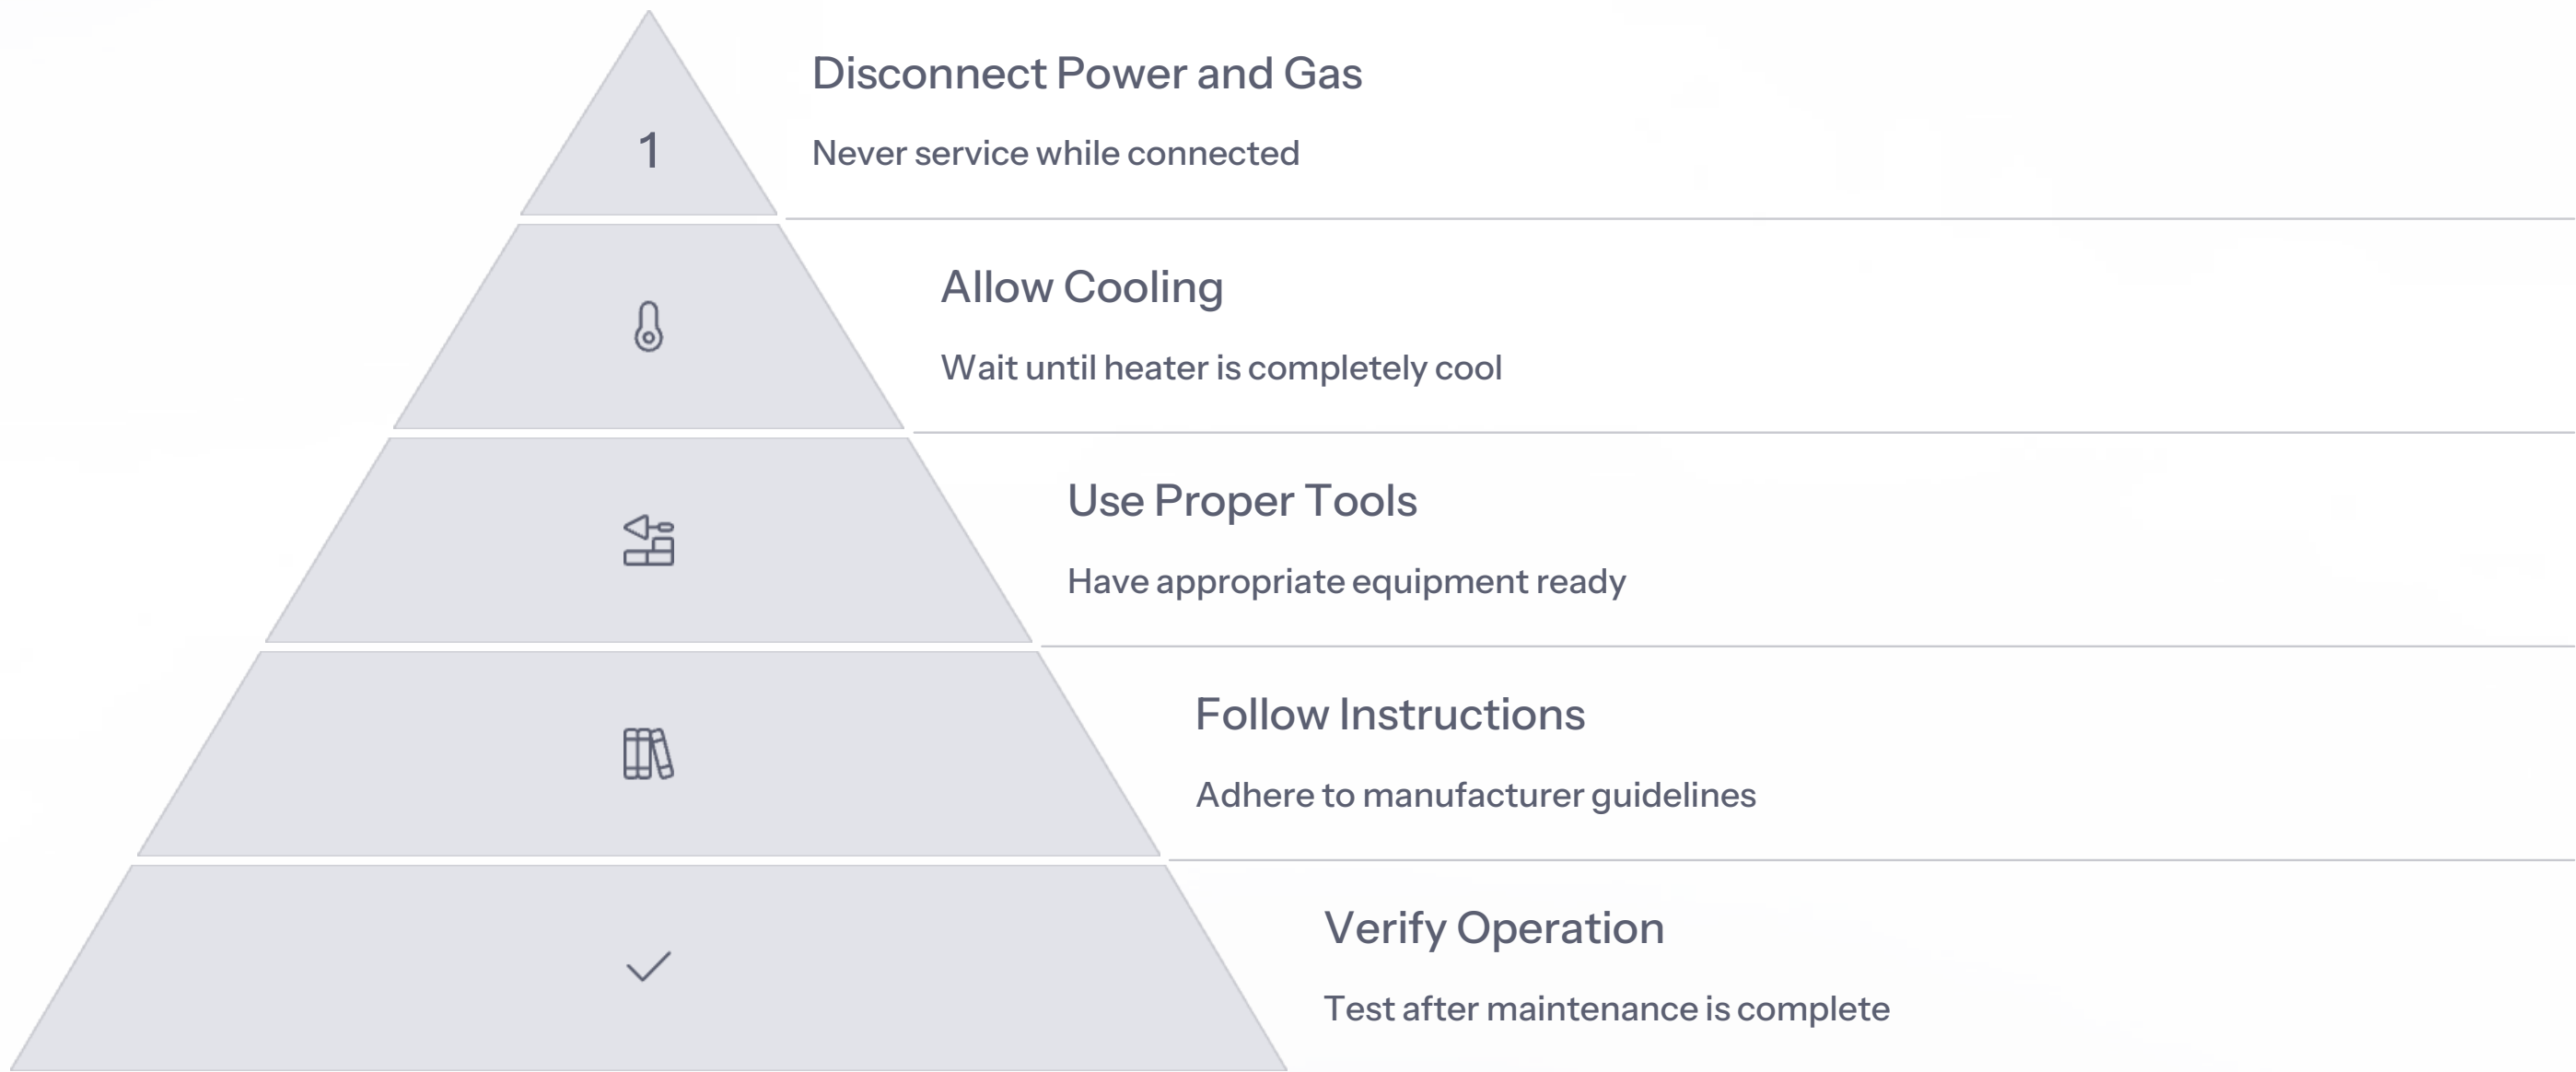 Disconnect Power and Gas
1
Never service while connected
Allow Cooling
Wait until heater is completely cool
Use Proper Tools
Have appropriate equipment ready
Follow Instructions
Adhere to manufacturer guidelines
Verify Operation
Test after maintenance is complete